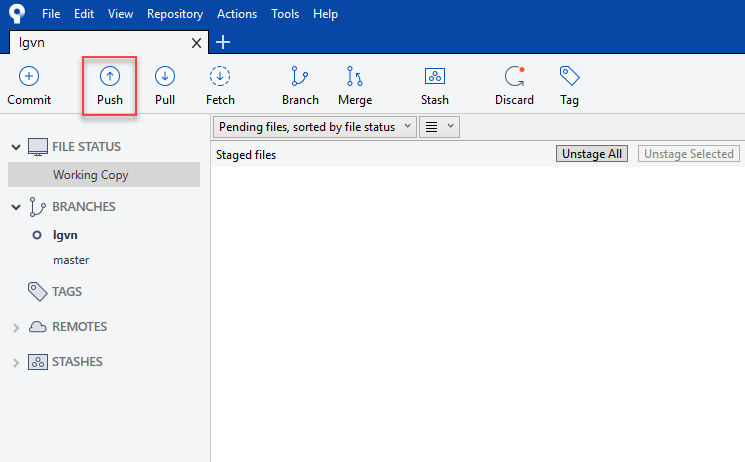 File Edit View Repository Actions Tools Help
lgvn
Commit Push Pull Fetch Branch Merge Stash Discard Tag
Pending files, sorted by file status
FILE STATUS
Staged files Unstage All Unstage Selected
Working Copy
BRANCHES
lgvn
master
TAGS
REMOTES
STASHES